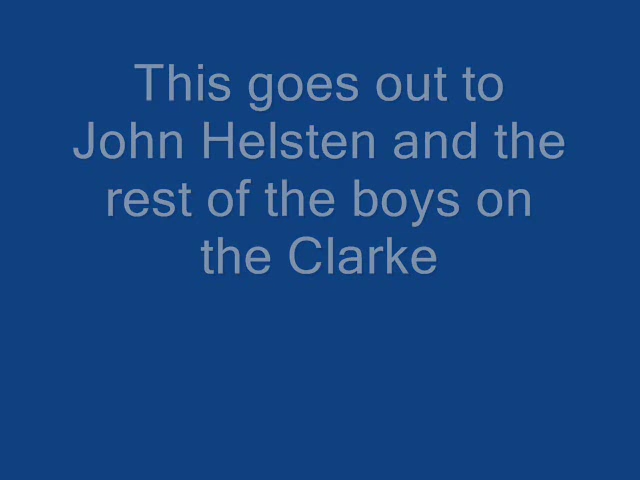 This goes out to
John Helsten and the
rest of the boys on
the Clarke